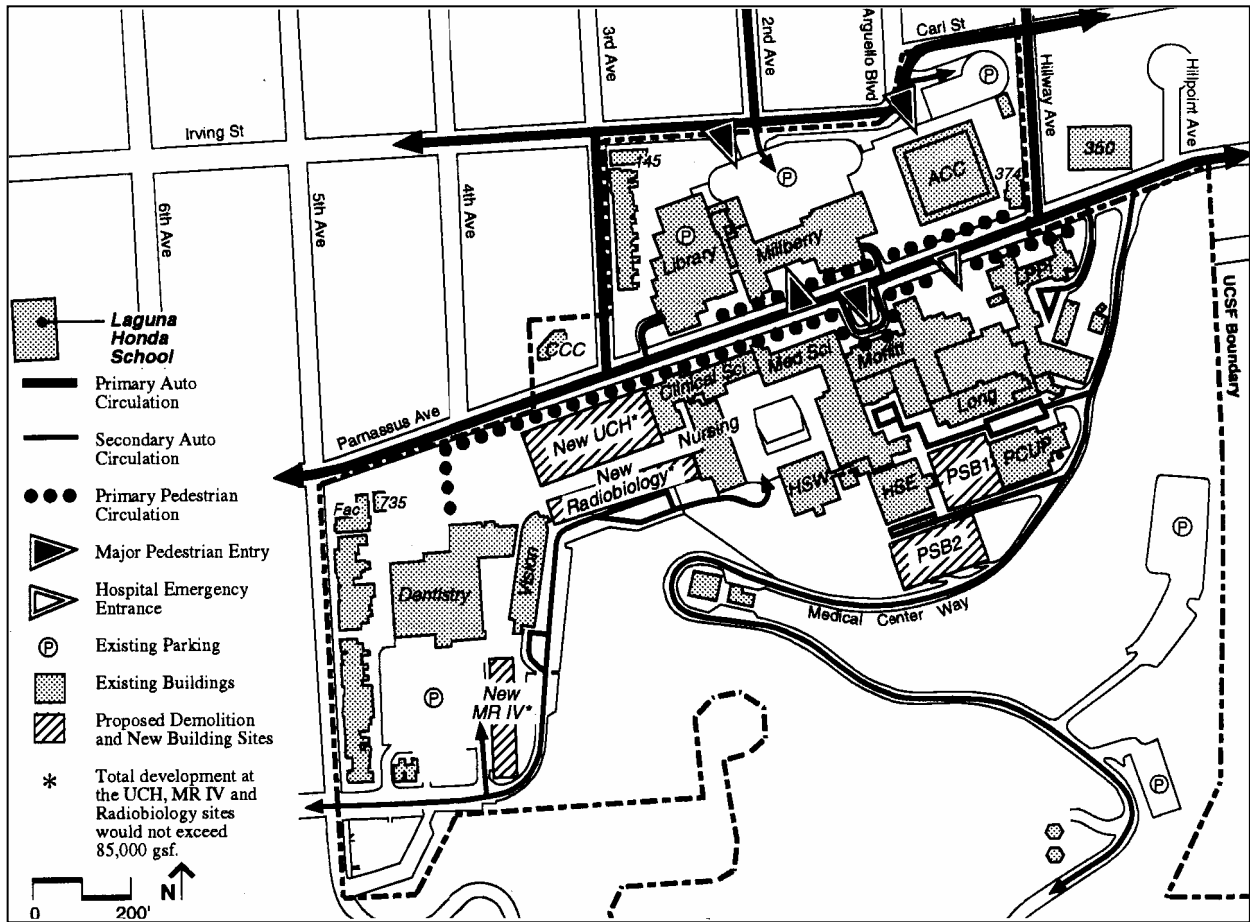 Carl St
3rd Ave
2nd Ave
Arguello Blvd
Hillway Ave
Hillpoint Ave
P
Irving St
145
350
ACC
374
P
6th Ave
5th Ave
4th Ave
P
Library
Millberry
PPI
UCSF Boundary
Laguna
Honda
School
CCC
Med Sci
Moffitt
Primary Auto
Circulation
Clinical Sci
Long
Parnassus Ave
New UCH*
Nursing
Secondary Auto
Circulation
New
Radiobiology*
PSB1
PCUP
HSW
HSE
Primary Pedestrian
Circulation
Fac
735
P
PSB2
Major Pedestrian Entry
Dentistry
Hospital Emergency
Entrance
Medical Center Way
P
Existing Parking
Existing Buildings
P
New
MR IV*
Proposed Demolition
and New Building Sites
P
*
Total development at
the UCH, MR IV and
Radiobiology sites
would not exceed
85,000 gsf.
N
0 200'